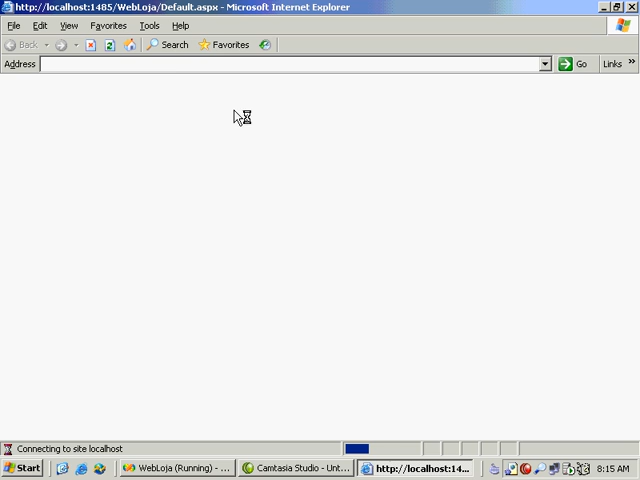 http://localhost:1485/WebLoja/Default.aspx - Microsoft Internet Explorer
File Edit View Favorites Tools Help
Back Search Favorites
Address Go Links »
Connecting to site localhost
Start WebLoja (Running) - ... Camtasia Studio - Unt... http://localhost:14... 8:15 AM